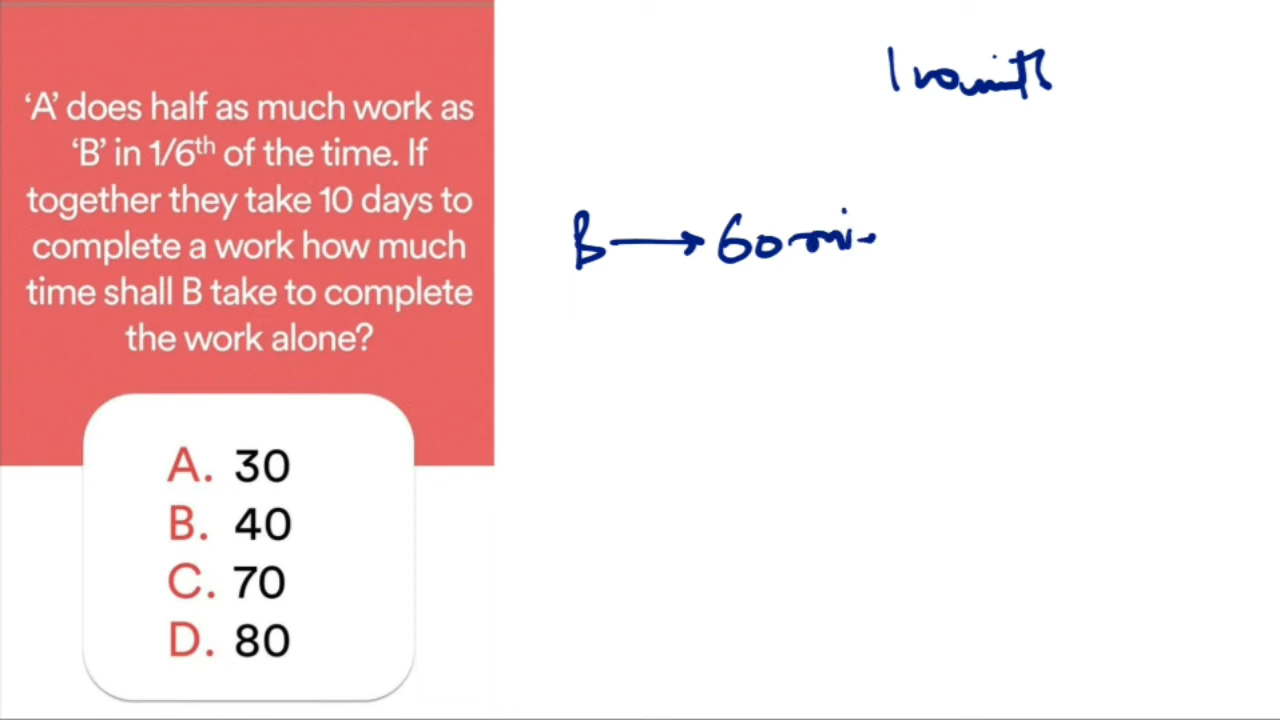 ‘A’ does half as much work as
‘B’ in 1/6th of the time. If
together they take 10 days to
complete a work how much
time shall B take to complete
the work alone?
A. 30
B. 40
C. 70
D. 80
B → 60 min